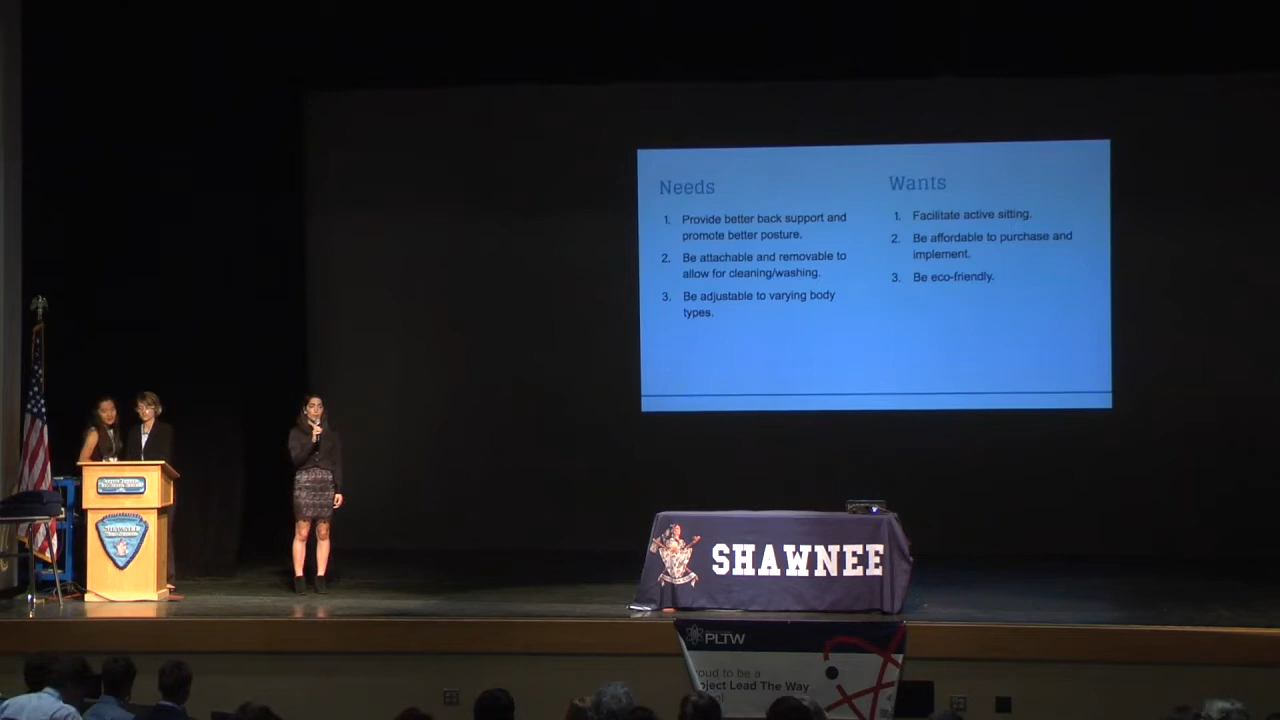 Needs
1. Provide better back support and
promote better posture.
2. Be attachable and removable to
allow for cleaning/washing.
3. Be adjustable to varying body
types.
Wants
1. Facilitate active sitting.
2. Be affordable to purchase and
implement.
3. Be eco-friendly.
SHAWNEE
SHAWNEE
PLTW
oud to be a
oject Lead The Way